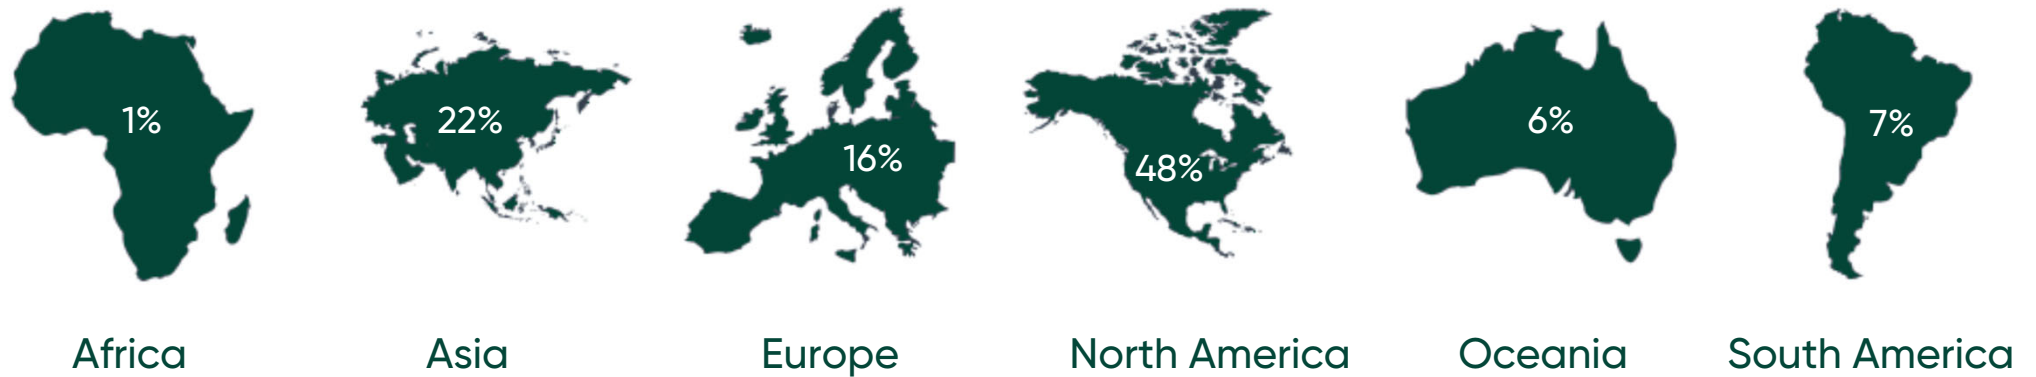 1%
22%
16%
48%
6%
7%
Africa
Asia
Europe
North America
Oceania
South America